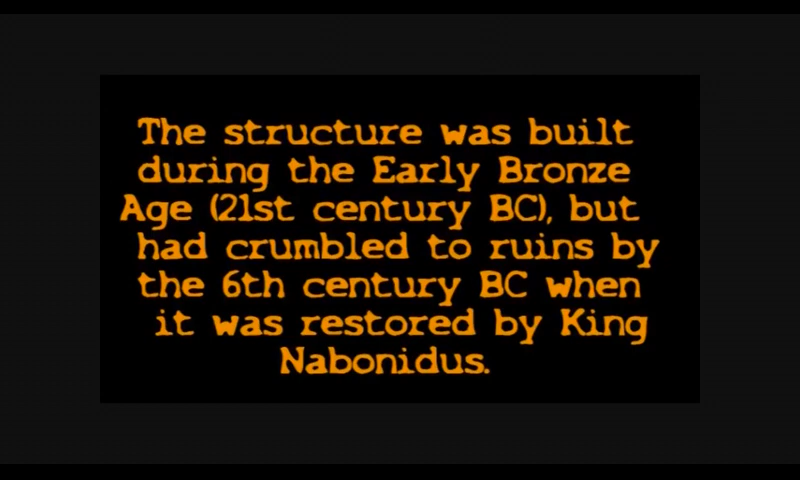 The structure was built
during the Early Bronze
Age (21st century BC), but
had crumbled to ruins by
the 6th century BC when
it was restored by King
Nabonidus.